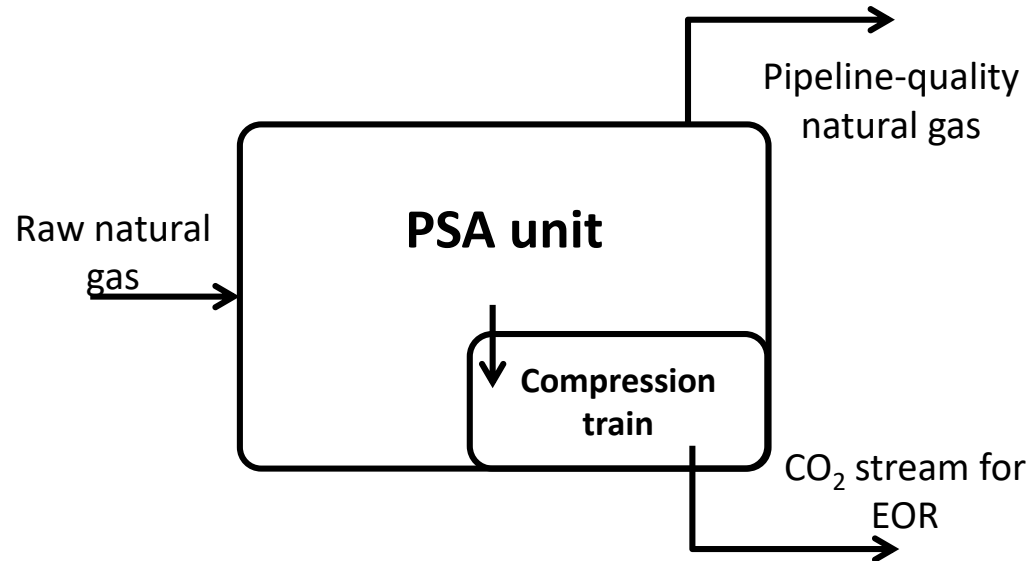 Pipeline-quality
natural gas
Raw natural
gas
PSA unit
Compression
train
CO₂ stream for
EOR